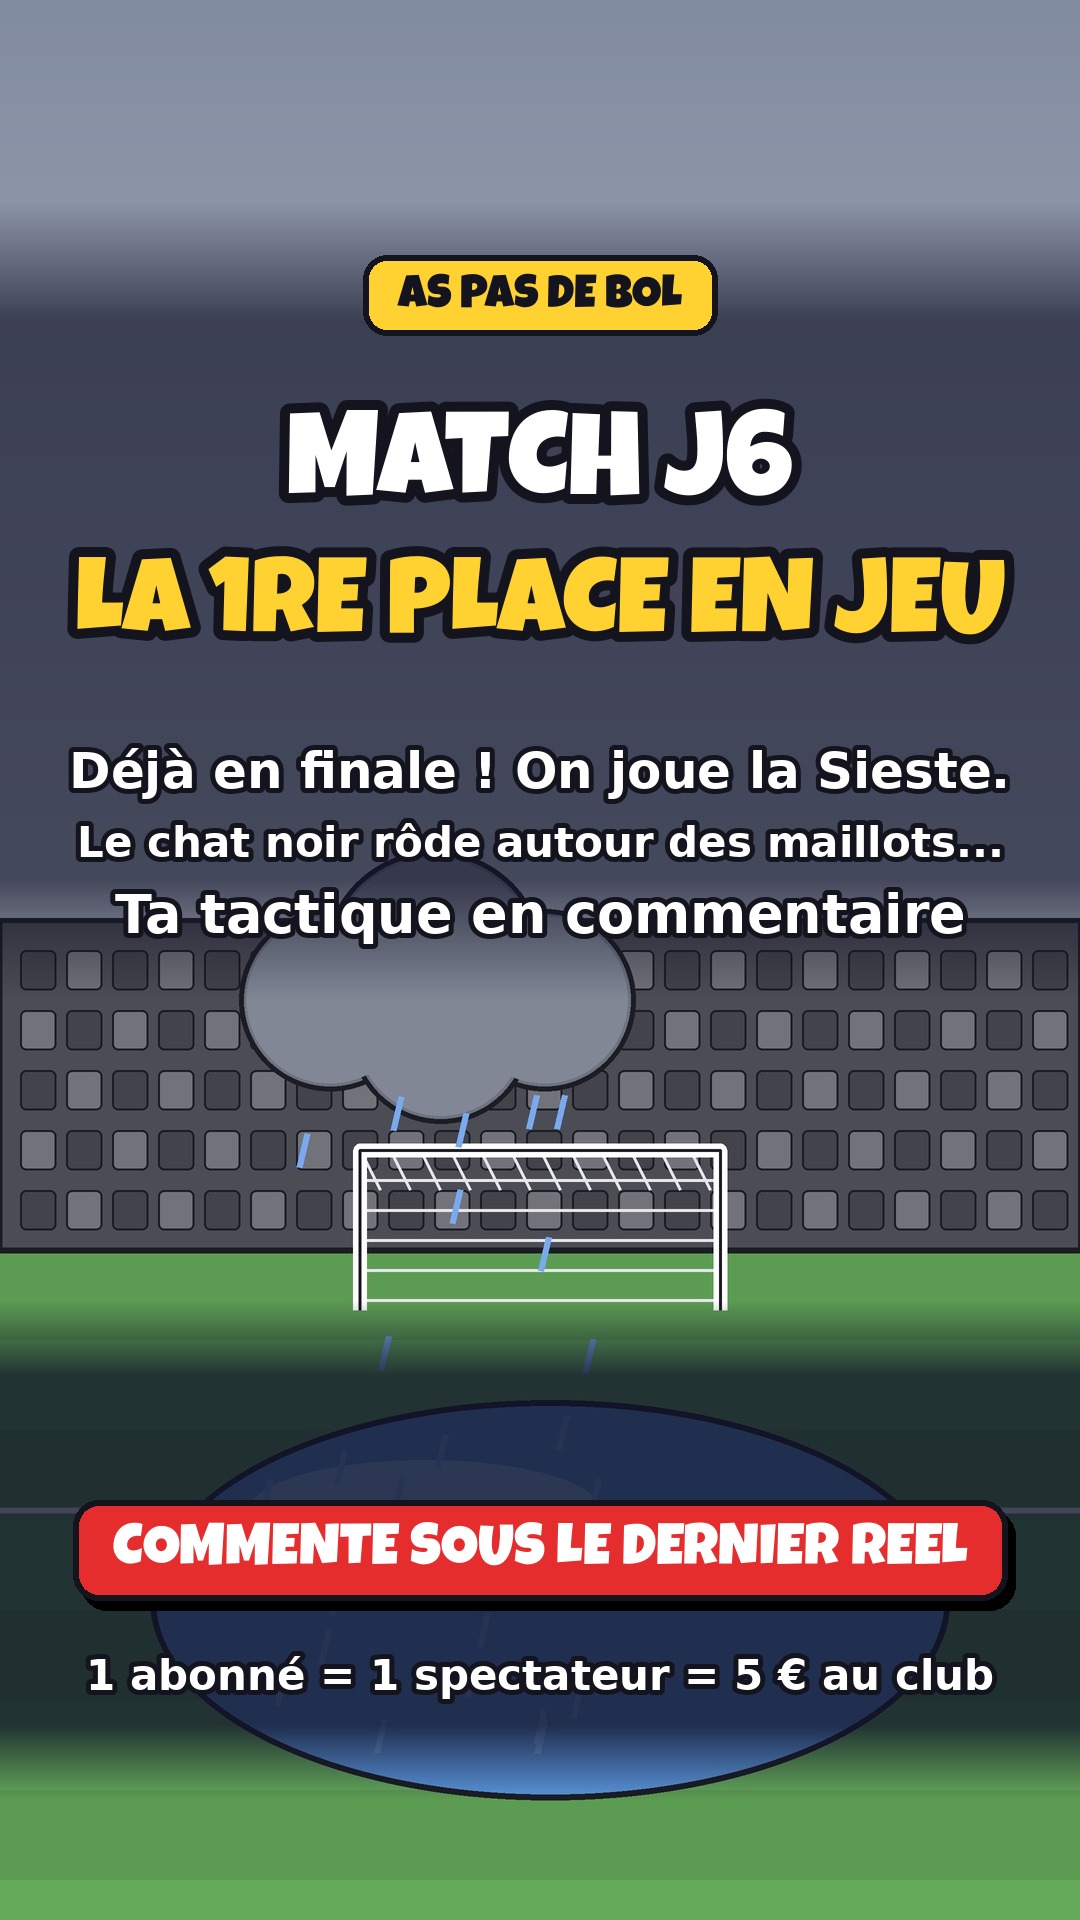 AS PAS DE BOL
MATCH J6
LA 1RE PLACE EN JEU
Déjà en finale ! On joue la Sieste.
Le chat noir rôde autour des maillots...
Ta tactique en commentaire
COMMENTE SOUS LE DERNIER REEL
1 abonné = 1 spectateur = 5 € au club